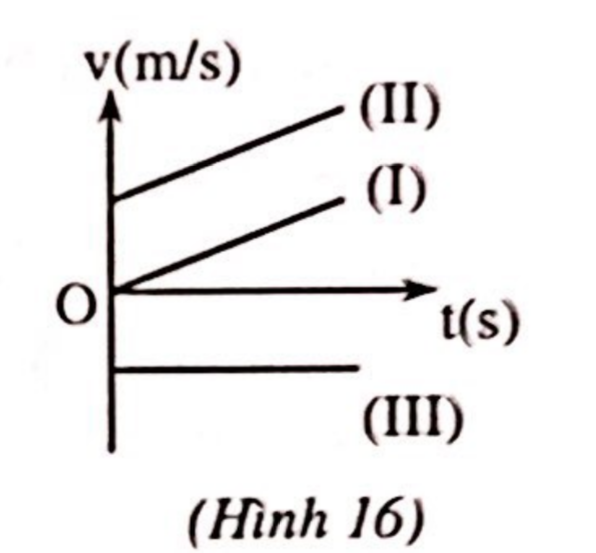 v(m/s)
(II)
(I)
O
t(s)
(III)
(Hình 16)